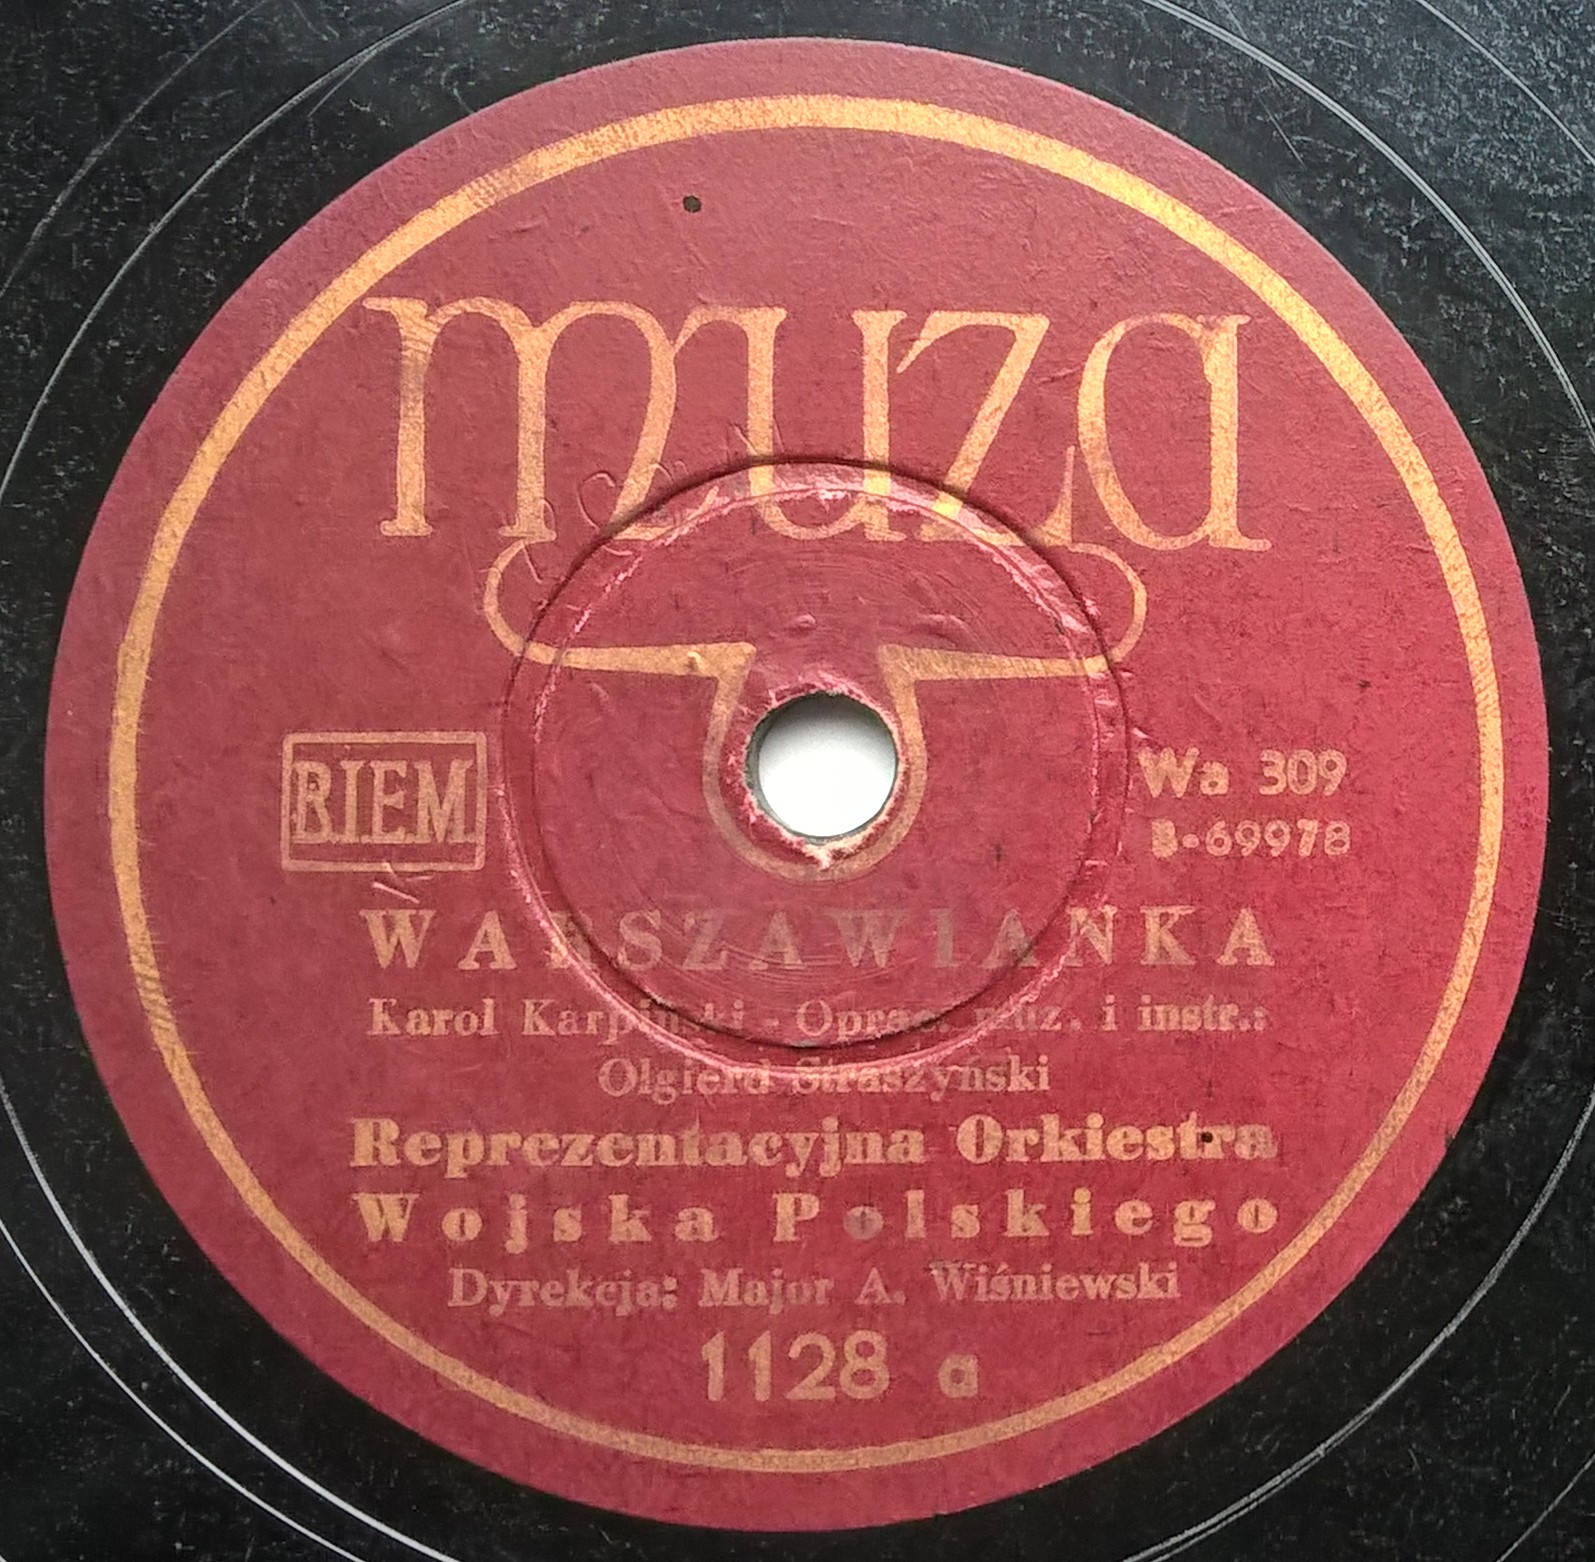 muza
BIEM
Wa 309
B-69978
WARSZAWIANKA
Karol Karpiński - Oprac. muz. i instr.:
Olgierd Straszyński
Reprezentacyjna Orkiestra
Wojska Polskiego
Dyrekcja: Major A. Wiśniewski
1128 a